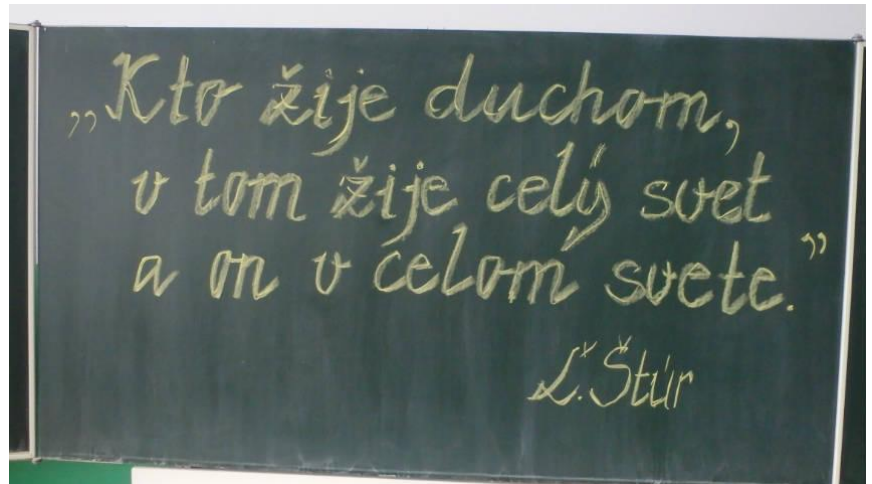 „Kto žije duchom,
v tom žije celý svet
a on v celom svete.”
Ľ. Štúr